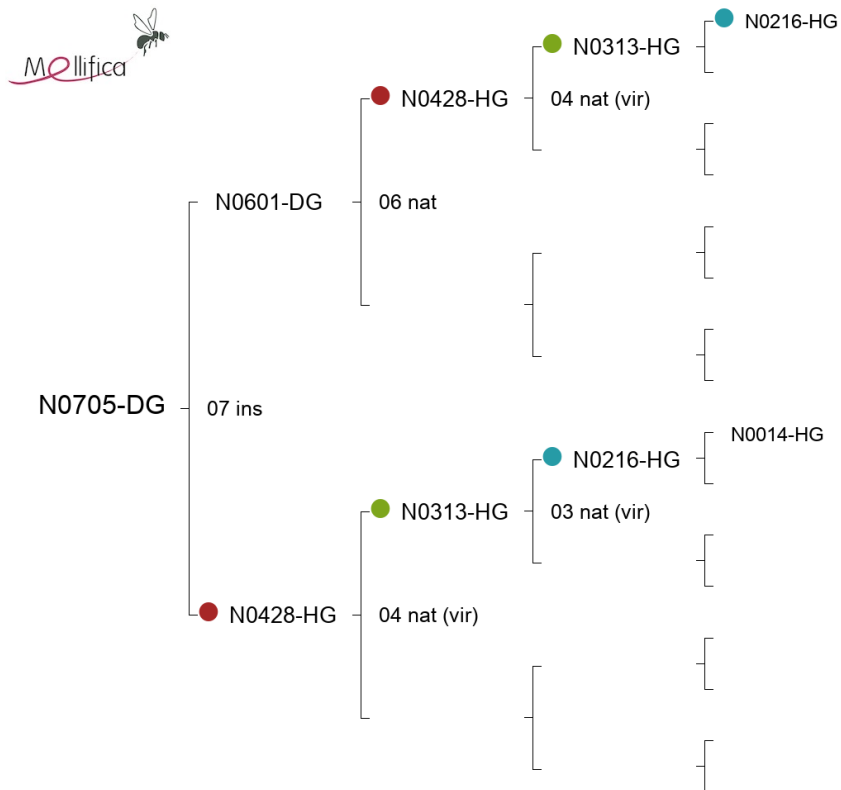 Mellifica
N0216-HG
N0313-HG
N0428-HG
04 nat (vir)
N0601-DG
06 nat
N0705-DG
07 ins
N0014-HG
N0216-HG
N0313-HG
03 nat (vir)
N0428-HG
04 nat (vir)